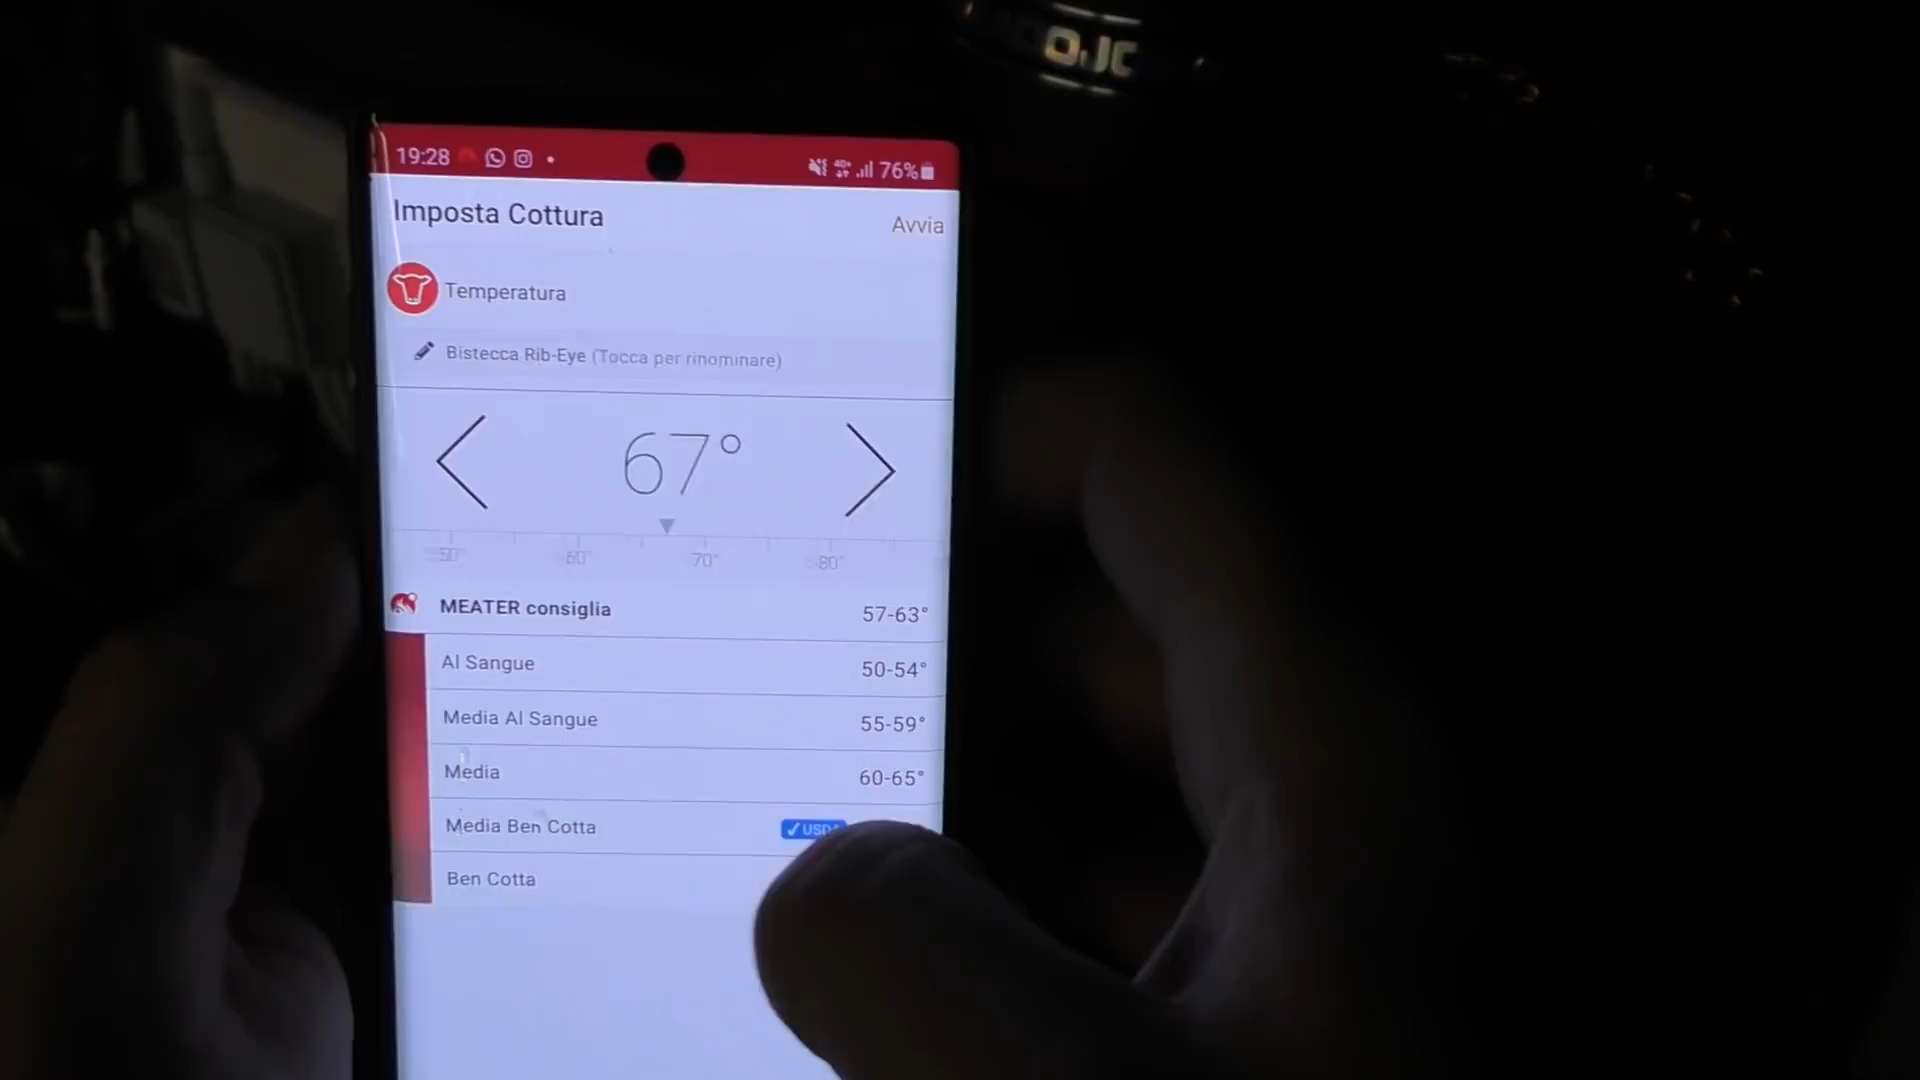 19:28 76%
Imposta Cottura Avvia
Temperatura
Bistecca Rib-Eye (Tocca per rinominare)
67°
50° 60° 70° 80°
MEATER consiglia 57-63°
Al Sangue 50-54°
Media Al Sangue 55-59°
Media 60-65°
Media Ben Cotta
Ben Cotta